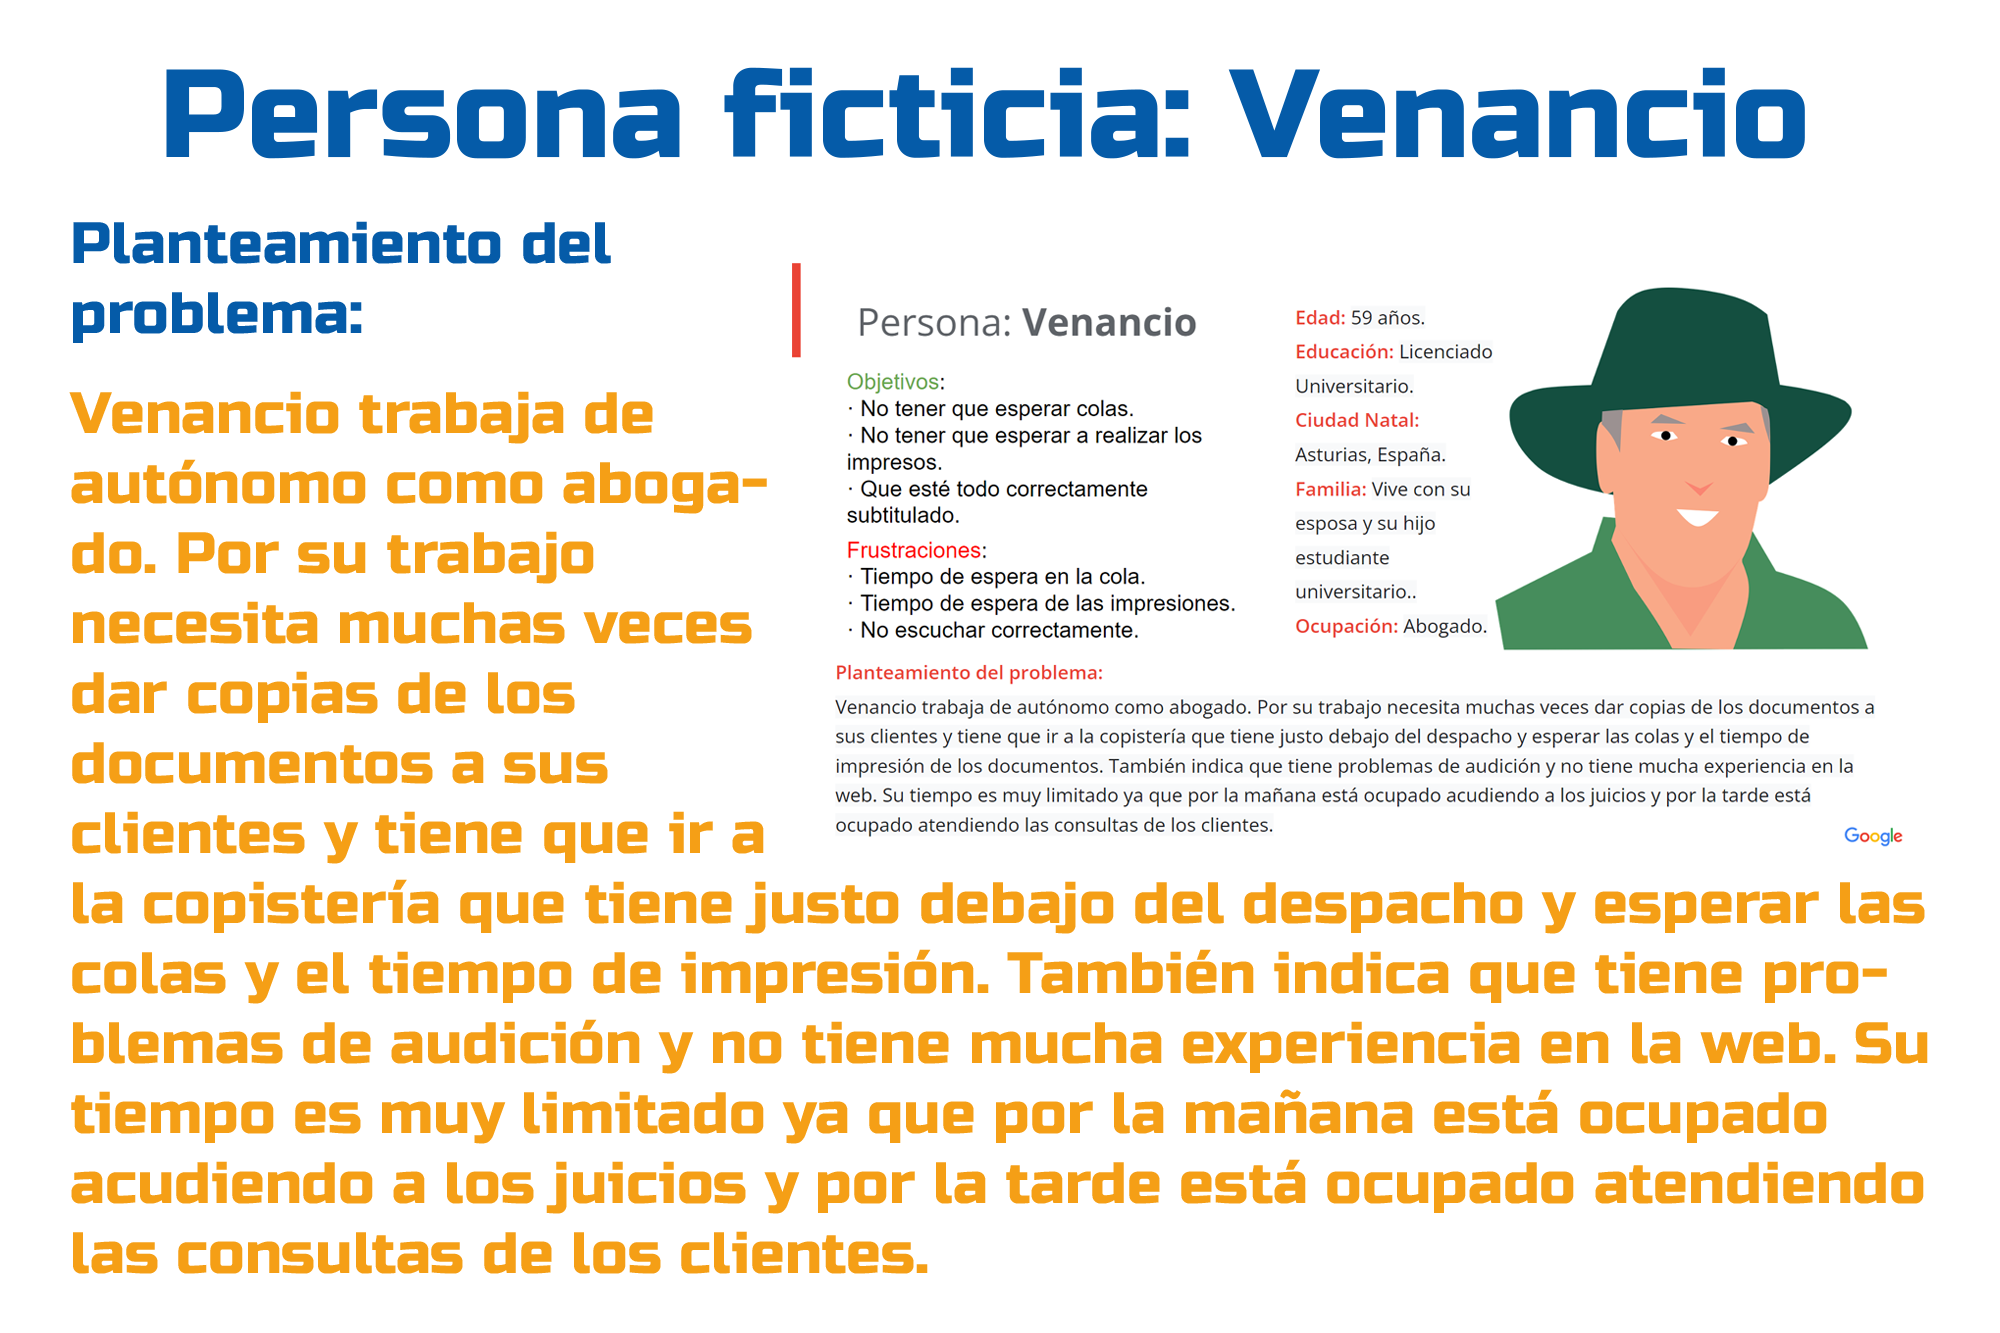 Persona ficticia: Venancio
Planteamiento del
problema:
Venancio trabaja de
autónomo como aboga-
do. Por su trabajo
necesita muchas veces
dar copias de los
documentos a sus
clientes y tiene que ir a
la copistería que tiene justo debajo del despacho y esperar las
colas y el tiempo de impresión. También indica que tiene pro-
blemas de audición y no tiene mucha experiencia en la web. Su
tiempo es muy limitado ya que por la mañana está ocupado
acudiendo a los juicios y por la tarde está ocupado atendiendo
las consultas de los clientes.
Persona: Venancio
Objetivos:
· No tener que esperar colas.
· No tener que esperar a realizar los
impresos.
· Que esté todo correctamente
subtitulado.
Frustraciones:
· Tiempo de espera en la cola.
· Tiempo de espera de las impresiones.
· No escuchar correctamente.
Edad: 59 años.
Educación: Licenciado
Universitario.
Ciudad Natal:
Asturias, España.
Familia: Vive con su
esposa y su hijo
estudiante
universitario..
Ocupación: Abogado.
Planteamiento del problema:
Venancio trabaja de autónomo como abogado. Por su trabajo necesita muchas veces dar copias de los documentos a
sus clientes y tiene que ir a la copistería que tiene justo debajo del despacho y esperar las colas y el tiempo de
impresión de los documentos. También indica que tiene problemas de audición y no tiene mucha experiencia en la
web. Su tiempo es muy limitado ya que por la mañana está ocupado acudiendo a los juicios y por la tarde está
ocupado atendiendo las consultas de los clientes.
Google